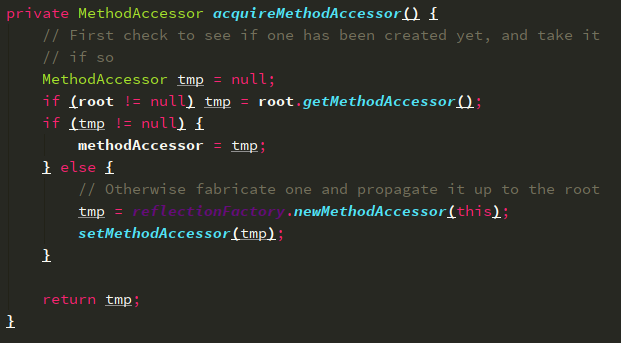 private MethodAccessor acquireMethodAccessor() {
// First check to see if one has been created yet, and take it
// if so
MethodAccessor tmp = null;
if (root != null) tmp = root.getMethodAccessor();
if (tmp != null) {
methodAccessor = tmp;
} else {
// Otherwise fabricate one and propagate it up to the root
tmp = reflectionFactory.newMethodAccessor(this);
setMethodAccessor(tmp);
}
return tmp;
}